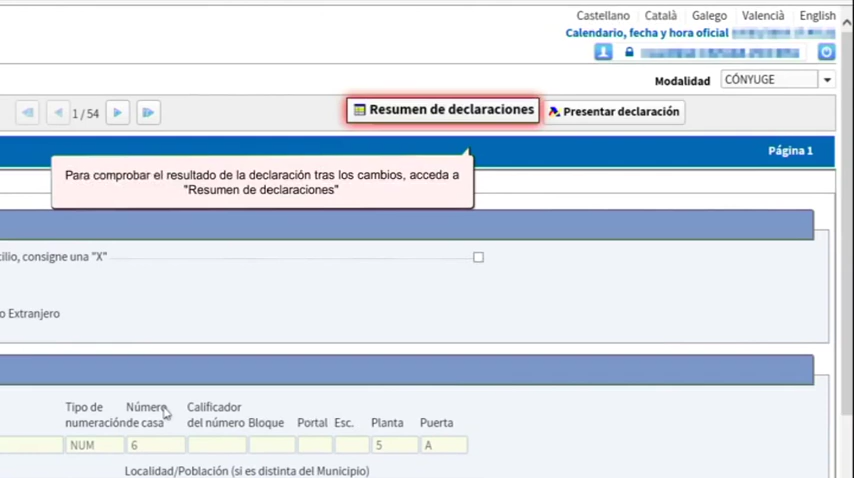 Castellano Català Galego Valencià English
Calendario, fecha y hora oficial
Modalidad CÓNYUGE
1 / 54 Resumen de declaraciones Presentar declaración
Página 1
Para comprobar el resultado de la declaración tras los cambios, acceda a
"Resumen de declaraciones"
cilio, consigne una "X"
o Extranjero
Tipo de Número Calificador
numeración de casa del número Bloque Portal Esc. Planta Puerta
NUM 6 5 A
Localidad/Población (si es distinta del Municipio)